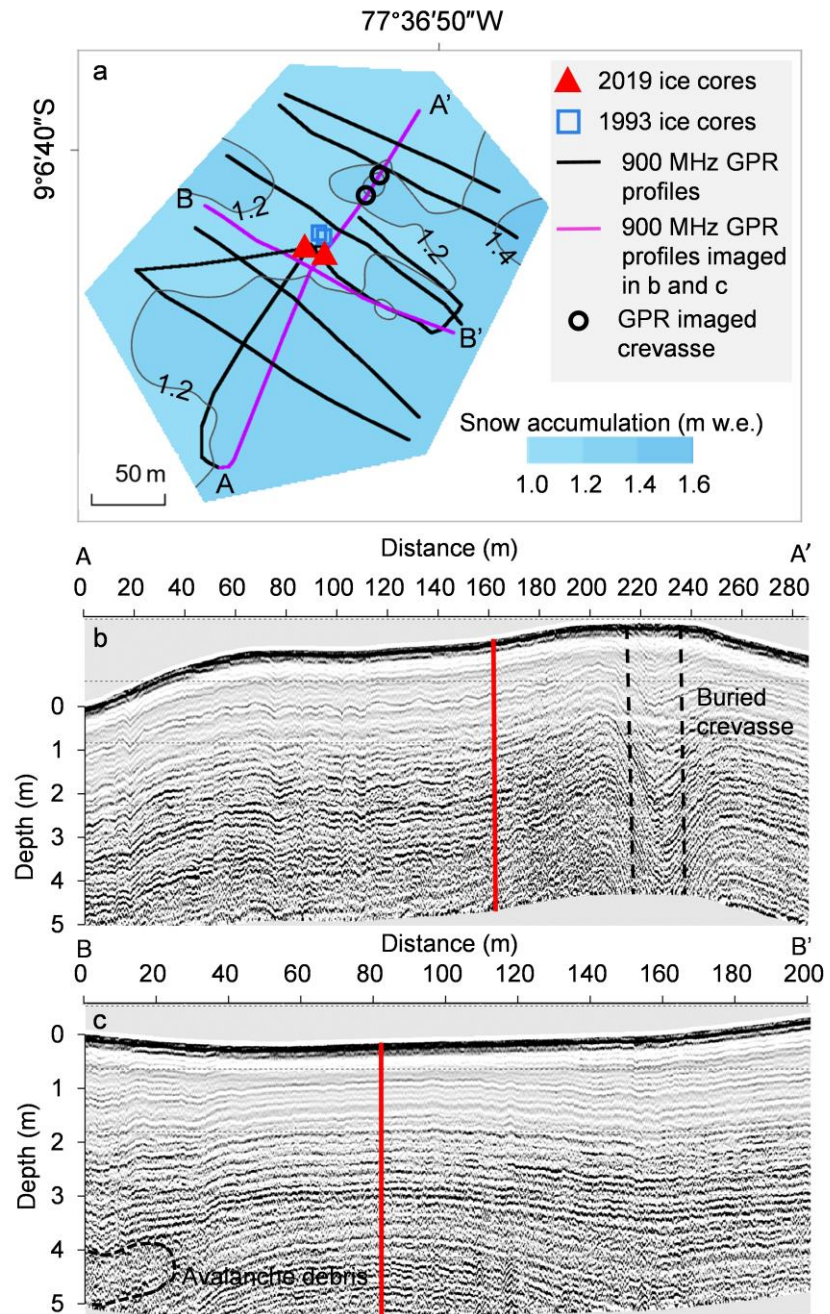 77°36′50″W
9°6′40″S
a
A′
B
1.2
1.2
1.4
B′
1.2
A
50 m
2019 ice cores
1993 ice cores
900 MHz GPR
profiles
900 MHz GPR
profiles imaged
in b and c
GPR imaged
crevasse
Snow accumulation (m w.e.)
1.0 1.2 1.4 1.6
A Distance (m) A′
0 20 40 60 80 100 120 140 160 180 200 220 240 260 280
b
Buried
crevasse
Depth (m)
0
1
2
3
4
5
B Distance (m) B’
0 20 40 60 80 100 120 140 160 180 200
c
Depth (m)
0
1
2
3
4
5
Avalanche debris